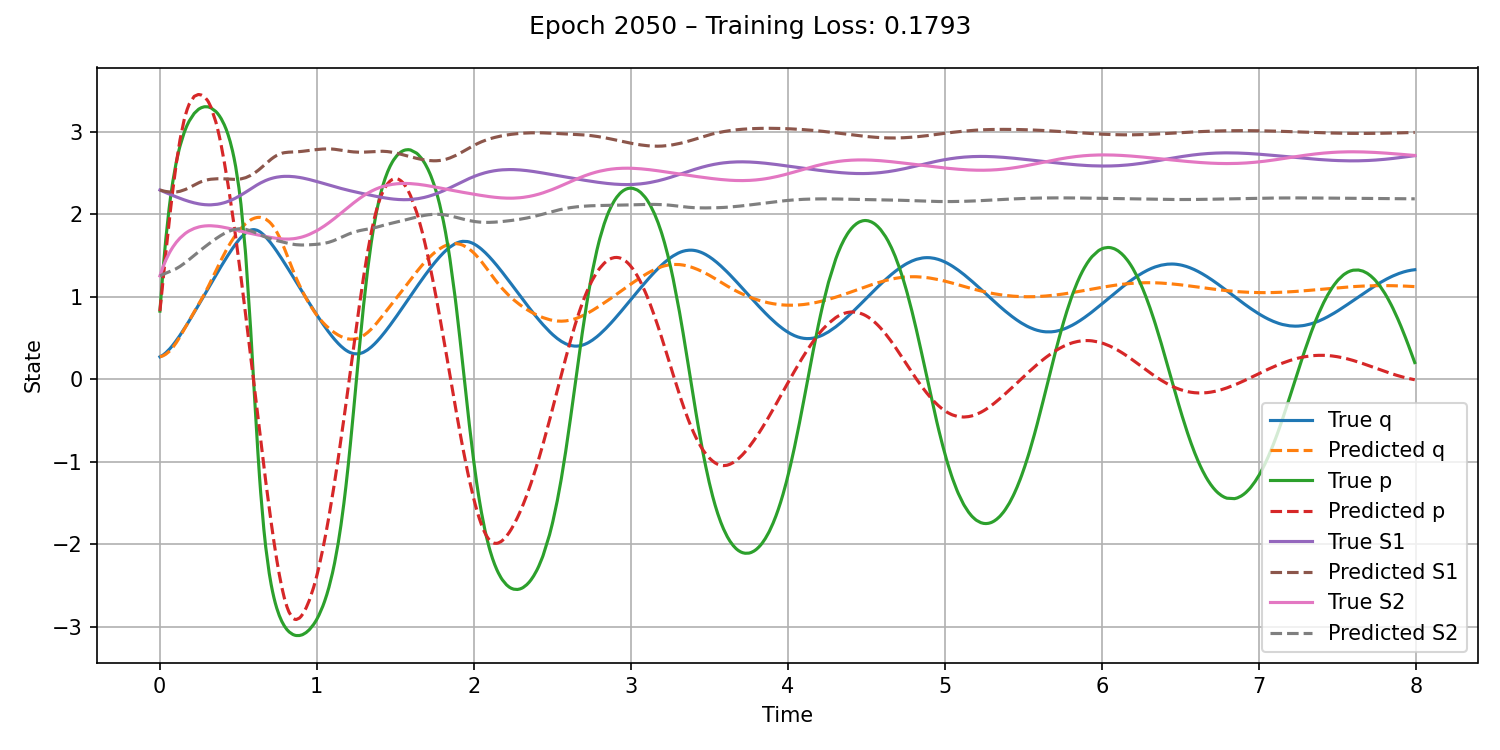 Epoch 2050 – Training Loss: 0.1793
State
3
2
1
0
−1
−2
−3
0 1 2 3 4 5 6 7 8
Time
True q
Predicted q
True p
Predicted p
True S1
Predicted S1
True S2
Predicted S2